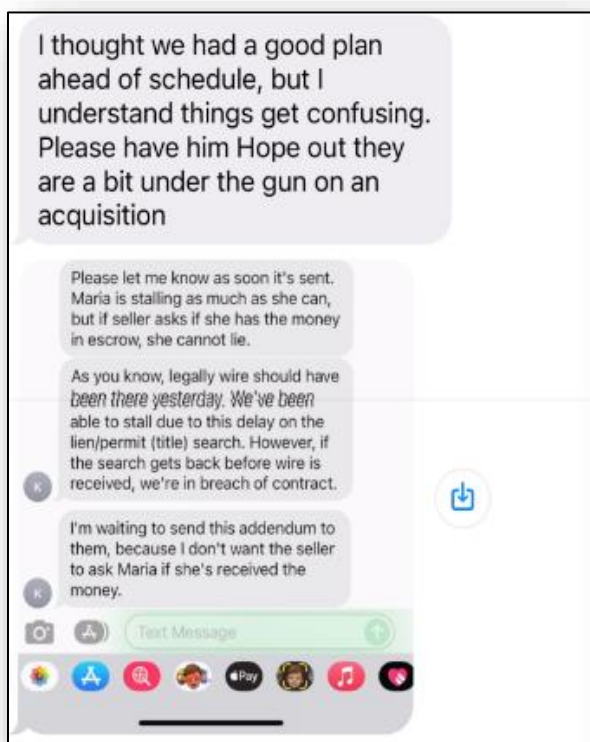 I thought we had a good plan
ahead of schedule, but I
understand things get confusing.
Please have him Hope out they
are a bit under the gun on an
acquisition
Please let me know as soon it's sent.
Maria is stalling as much as she can,
but if seller asks if she has the money
in escrow, she cannot lie.
As you know, legally wire should have
been there yesterday. We've been
able to stall due to this delay on the
lien/permit (title) search. However, if
the search gets back before wire is
received, we're in breach of contract.
K
I'm waiting to send this addendum to
them, because I don't want the seller
to ask Maria if she's received the
money.
K
Text Message
Pay